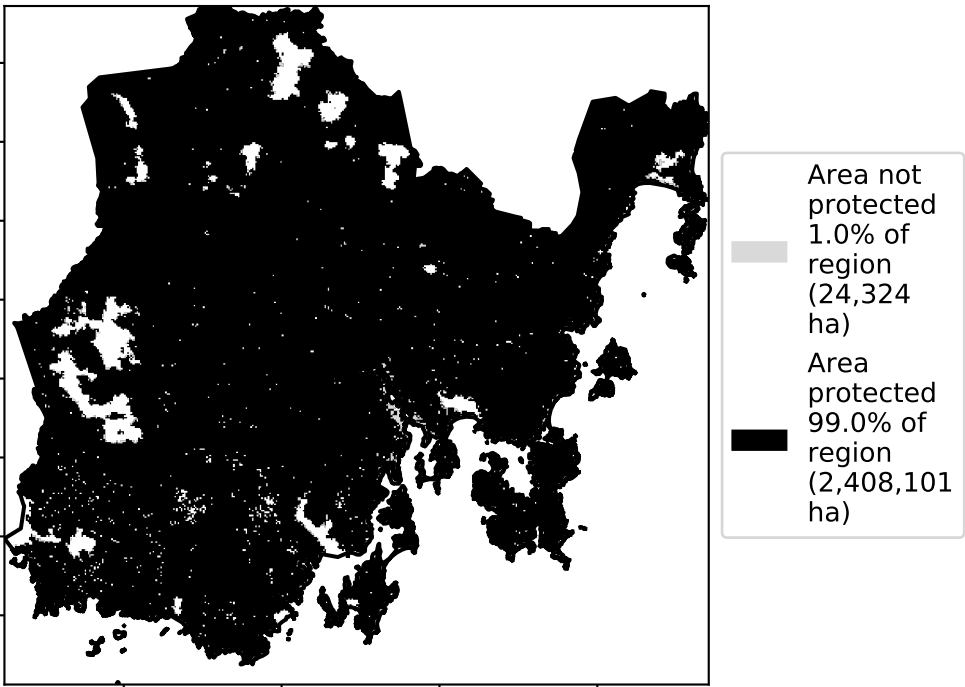 Area not
protected
1.0% of
region
(24,324
ha)
Area
protected
99.0% of
region
(2,408,101
ha)